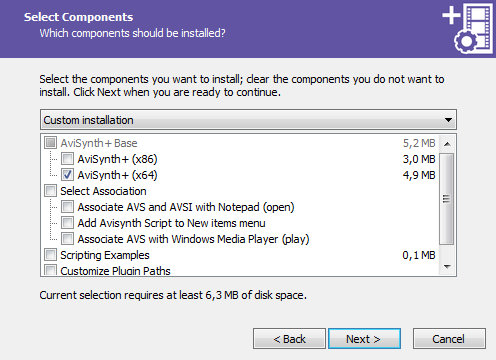 Select Components
Which components should be installed?
Select the components you want to install; clear the components you do not want to
install. Click Next when you are ready to continue.
Custom installation
AviSynth+ Base 5,2 MB
AviSynth+ (x86) 3,0 MB
AviSynth+ (x64) 4,9 MB
Select Association
Associate AVS and AVSI with Notepad (open)
Add Avisynth Script to New items menu
Associate AVS with Windows Media Player (play)
Scripting Examples 0,1 MB
Customize Plugin Paths
Current selection requires at least 6,3 MB of disk space.
< Back Next > Cancel